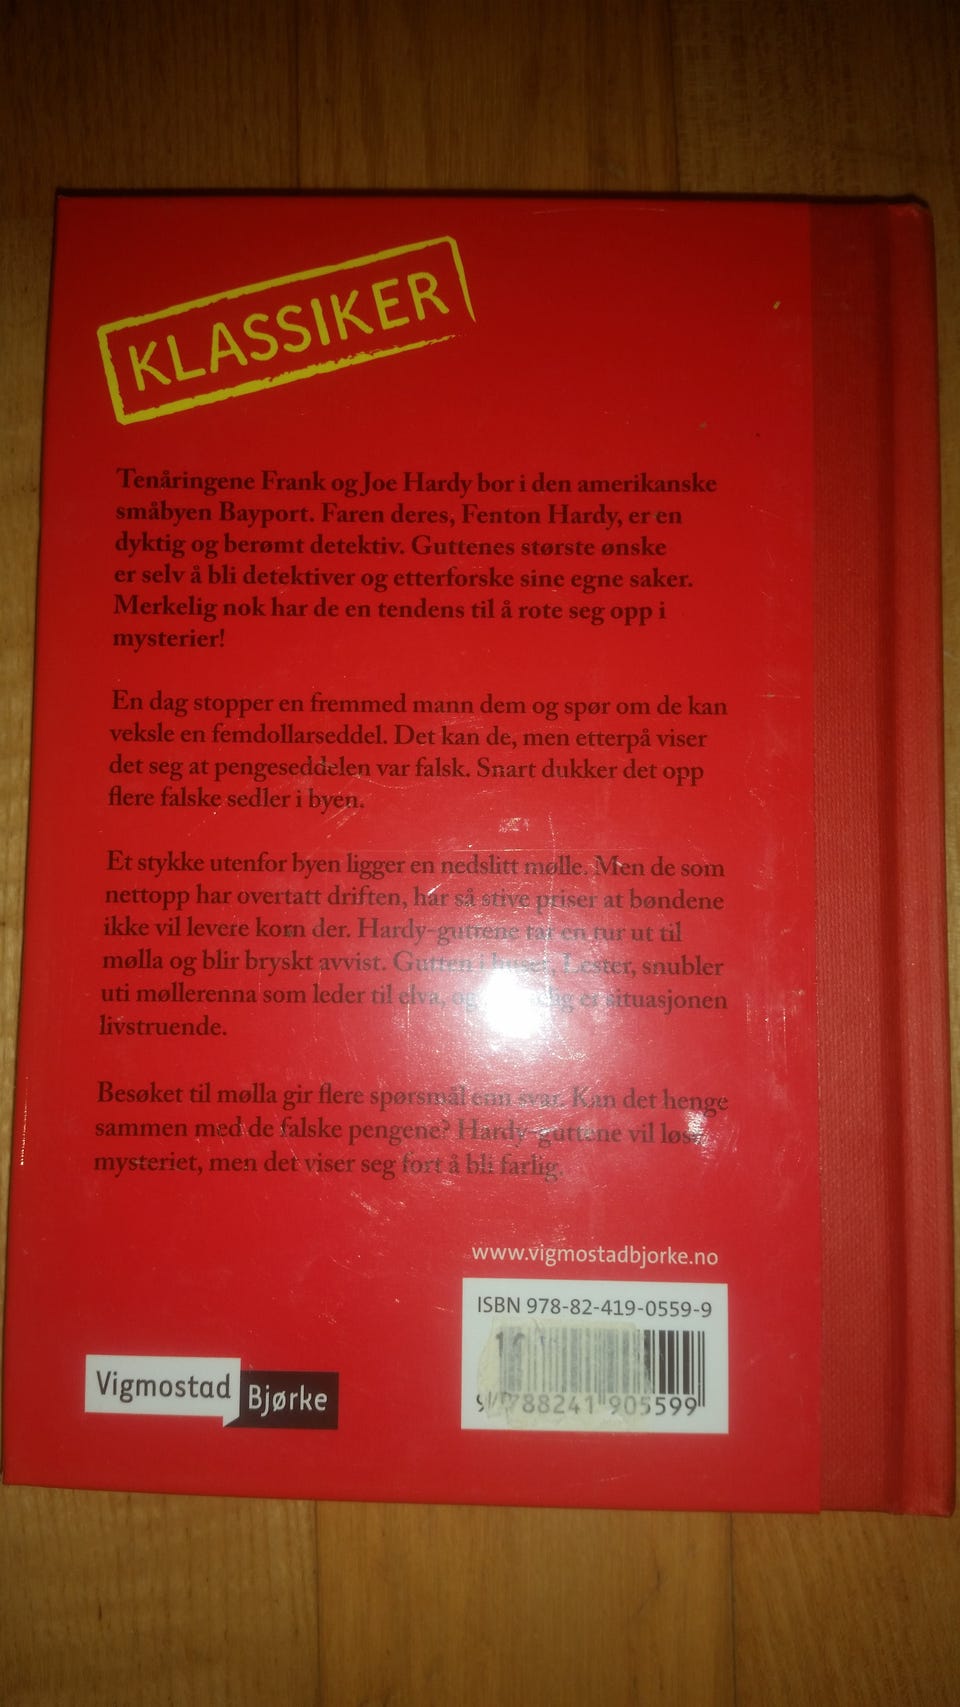 KLASSIKER
Tenåringene Frank og Joe Hardy bor i den amerikanske
småbyen Bayport. Faren deres, Fenton Hardy, er en
dyktig og berømt detektiv. Guttenes største ønske
er selv å bli detektiver og etterforske sine egne saker.
Merkelig nok har de en tendens til å rote seg opp i
mysterier!
En dag stopper en fremmed mann dem og spør om de kan
veksle en femdollarseddel. Det kan de, men etterpå viser
det seg at pengeseddelen var falsk. Snart dukker det opp
flere falske sedler i byen.
Et stykke utenfor byen ligger en nedslitt mølle. Men de som
nettopp har overtatt driften, har så stive priser at bøndene
ikke vil levere korn der. Hardy-guttene tar en tur ut til
mølla og blir bryskt avvist. Gutten i huset, Lester, snubler
uti møllerenna som leder til elva, og er situasjonen
livstruende.
Besøket til mølla gir flere spørsmål enn svar. Kan det henge
sammen med de falske pengene? Hardy-guttene vil løse
mysteriet, men det viser seg fort å bli farlig.
www.vigmostadbjorke.no
ISBN 978-82-419-0559-9
788241 905599
Vigmostad
Bjørke